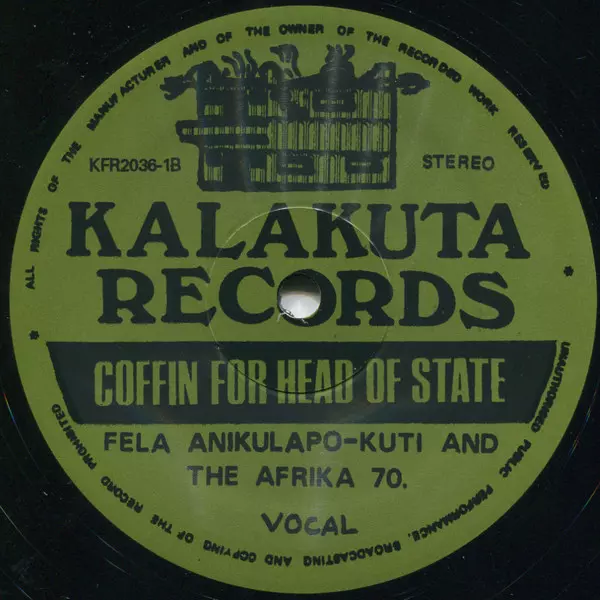 ALL RIGHTS OF THE MANUFACTURER AND OF THE OWNER OF THE RECORDED WORK RESERVED
KFR2036-1B
STEREO
KALAKUTA
RECORDS
COFFIN FOR HEAD OF STATE
FELA ANIKULAPO-KUTI AND
THE AFRIKA 70.
VOCAL
UNAUTHORISED PUBLIC PERFORMANCE, BROADCASTING AND COPYING OF THE RECORD PROHIBITED